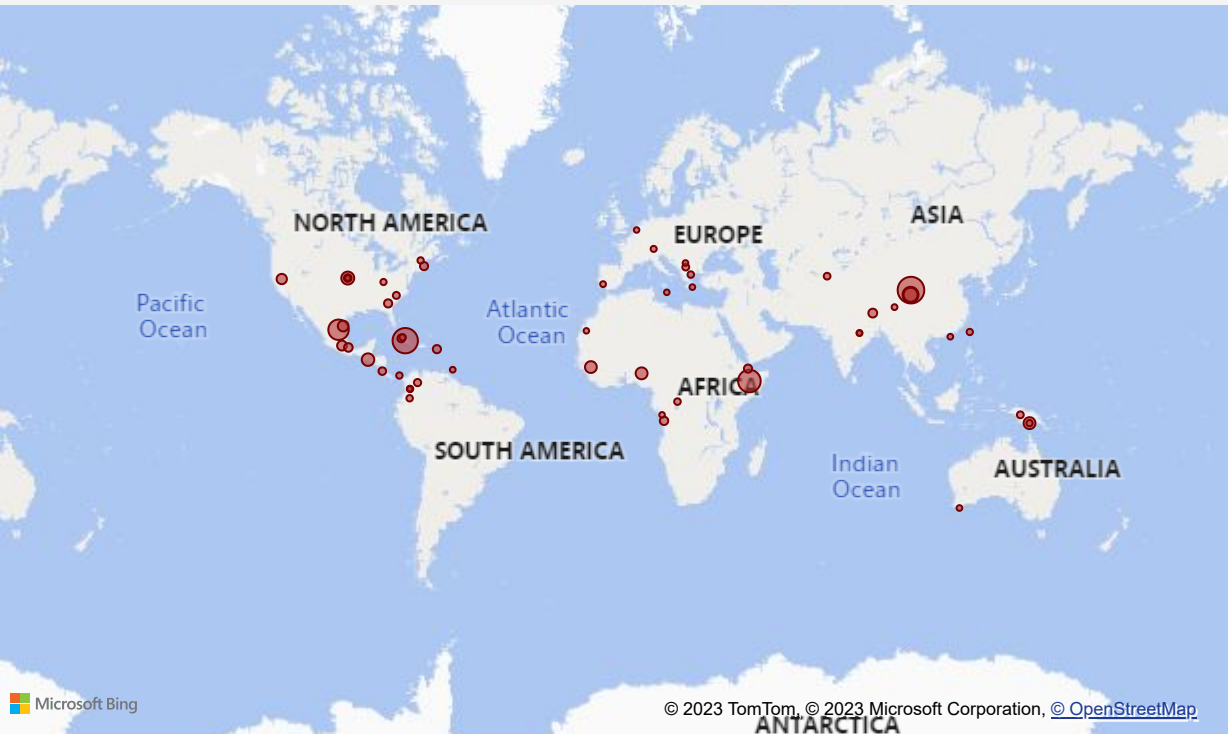 ASIA
NORTH AMERICA
EUROPE
Pacific
Ocean
Atlantic
Ocean
AFRICA
SOUTH AMERICA
Indian
Ocean
AUSTRALIA
Microsoft Bing
© 2023 TomTom, © 2023 Microsoft Corporation, © OpenStreetMap
ANTARCTICA